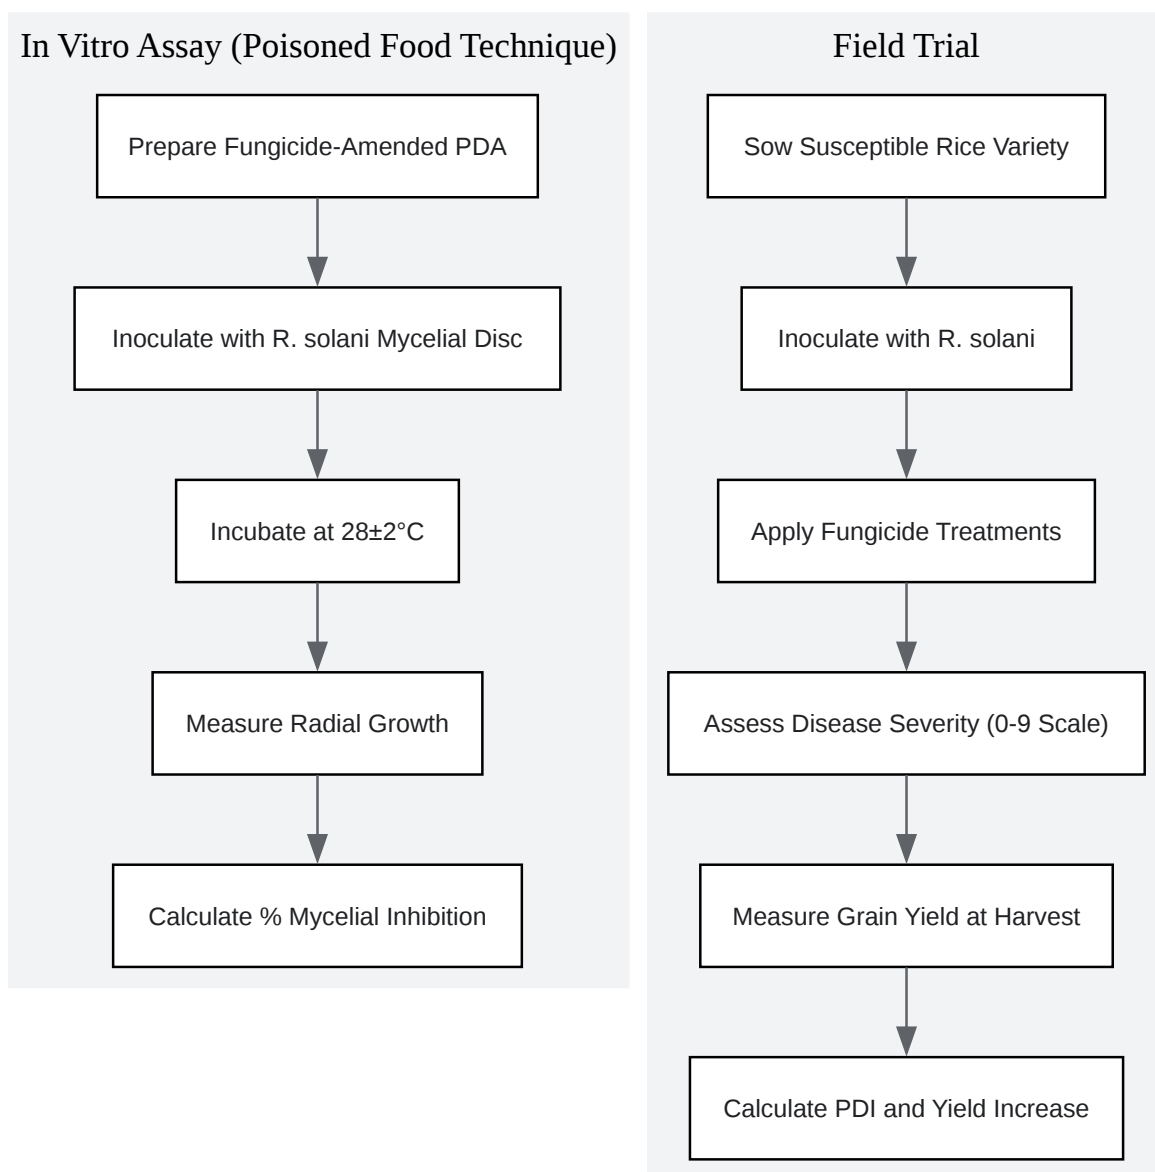 In Vitro Assay (Poisoned Food Technique)
Prepare Fungicide-Amended PDA
Inoculate with R. solani Mycelial Disc
Incubate at 28±2°C
Measure Radial Growth
Calculate % Mycelial Inhibition
Field Trial
Sow Susceptible Rice Variety
Inoculate with R. solani
Apply Fungicide Treatments
Assess Disease Severity (0-9 Scale)
Measure Grain Yield at Harvest
Calculate PDI and Yield Increase